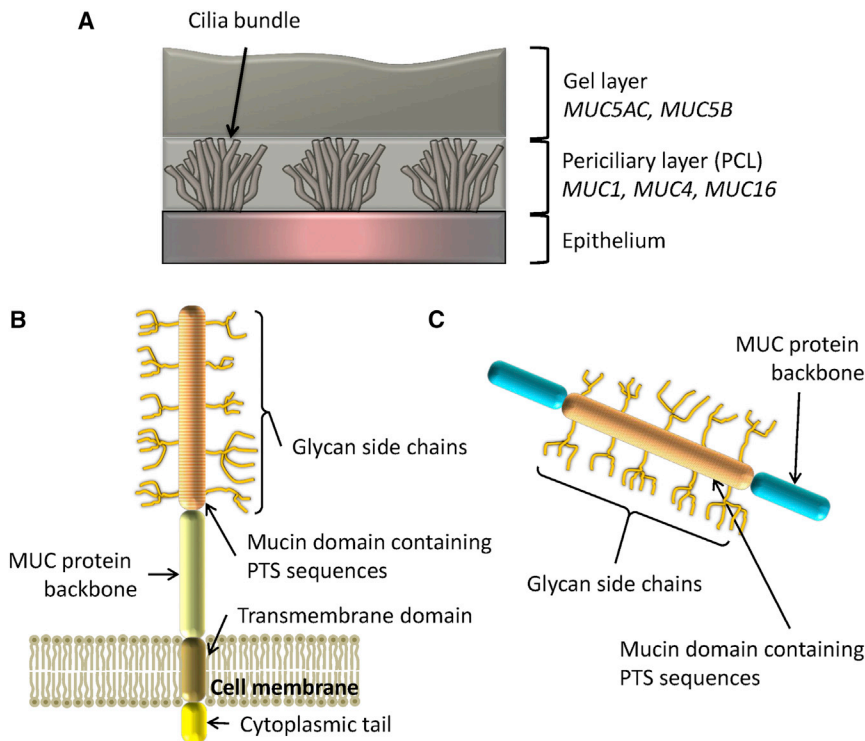 A
Cilia bundle
Gel layer
MUC5AC, MUC5B
Periciliary layer (PCL)
MUC1, MUC4, MUC16
Epithelium
B
Glycan side chains
Mucin domain containing
PTS sequences
MUC protein
backbone
Transmembrane domain
Cell membrane
Cytoplasmic tail
C
MUC protein
backbone
Glycan side chains
Mucin domain containing
PTS sequences